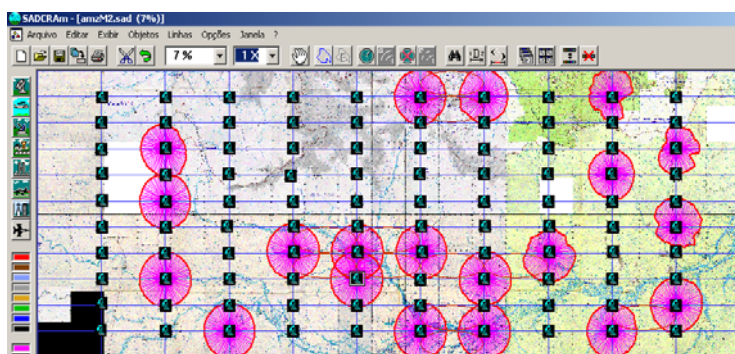 SADCRAm - [amzM2.sad (7%)]
Arquivo Editar Exibir Objetos Linhas Opções Janela ?
7 % 1 X